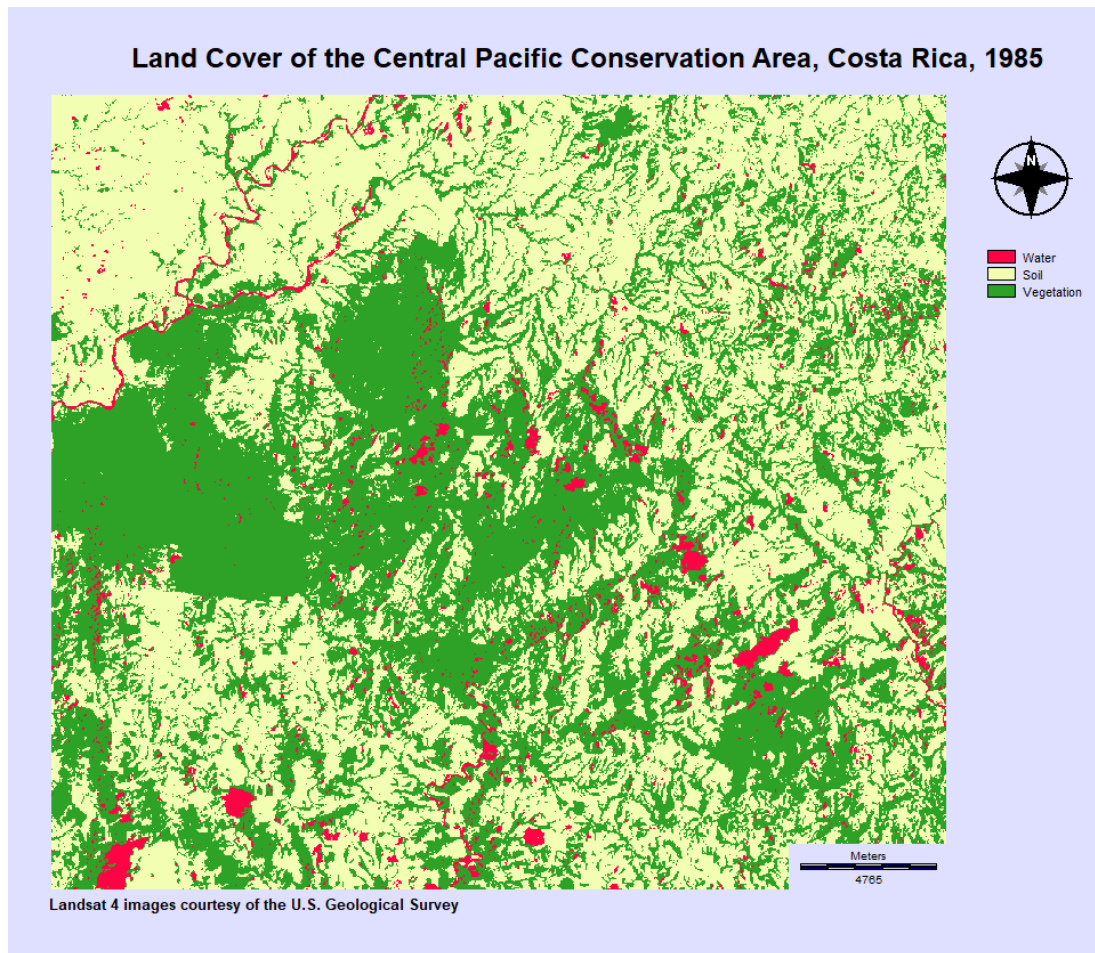 Land Cover of the Central Pacific Conservation Area, Costa Rica, 1985
N
Water
Soil
Vegetation
Meters
4765
Landsat 4 images courtesy of the U.S. Geological Survey